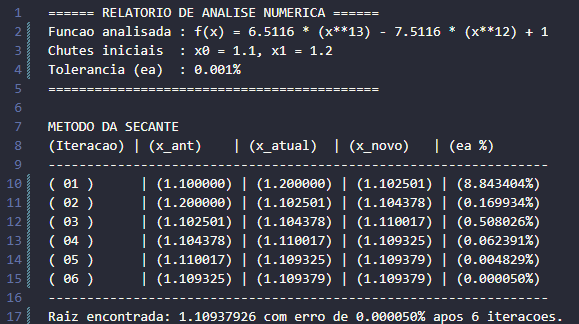 1 ====== RELATORIO DE ANALISE NUMERICA ======
2 Funcao analisada : f(x) = 6.5116 * (x**13) - 7.5116 * (x**12) + 1
3 Chutes iniciais  : x0 = 1.1, x1 = 1.2
4 Tolerancia (ea)  : 0.001%
5 ===========================================
6
7 METODO DA SECANTE
8 (Iteracao) | (x_ant)    | (x_atual)  | (x_novo)   | (ea %)
9 -----------------------------------------------------------------
10 ( 01 )      | (1.100000) | (1.200000) | (1.102501) | (8.843404%)
11 ( 02 )      | (1.200000) | (1.102501) | (1.104378) | (0.169934%)
12 ( 03 )      | (1.102501) | (1.104378) | (1.110017) | (0.508026%)
13 ( 04 )      | (1.104378) | (1.110017) | (1.109325) | (0.062391%)
14 ( 05 )      | (1.110017) | (1.109325) | (1.109379) | (0.004829%)
15 ( 06 )      | (1.109325) | (1.109379) | (1.109379) | (0.000050%)
16 -----------------------------------------------------------------
17 Raiz encontrada: 1.10937926 com erro de 0.000050% apos 6 iteracoes.